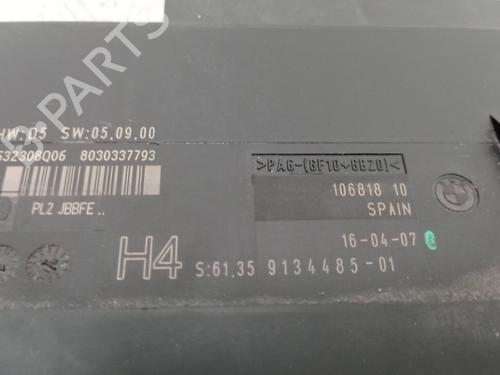 HW:05 SW:05.09.00
532308Q06 8030337793
>PA6-(GF10+GB20)<
PL2 JBBFE..
106818 10
SPAIN
16-04-07
H4 S:61.35 9134485-01
B-PARTS